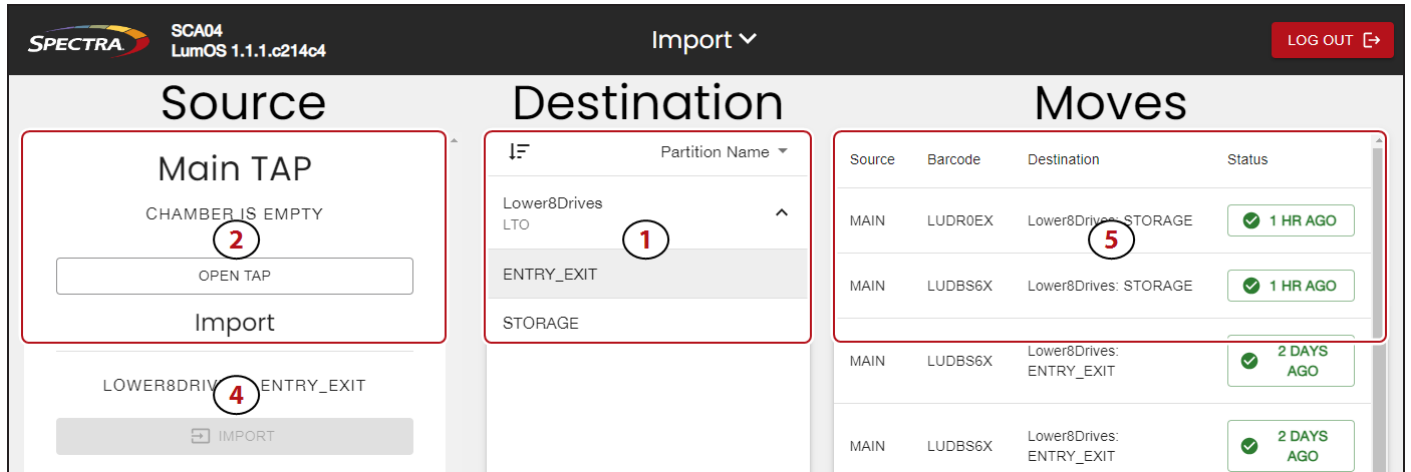 SPECTRA
SCA04
LumOS 1.1.1.c214c4
Import
LOG OUT
Source
Destination
Moves
Main TAP
CHAMBER IS EMPTY
2
OPEN TAP
Import
LOWER8DRIV ENTRY_EXIT
4
IMPORT
Partition Name
Lower8Drives
LTO
1
ENTRY_EXIT
STORAGE
Source Barcode Destination Status
MAIN LUDR0EX Lower8Drives: STORAGE 1 HR AGO
5
MAIN LUDBS6X Lower8Drives: STORAGE 1 HR AGO
MAIN LUDBS6X Lower8Drives: ENTRY_EXIT 2 DAYS AGO
MAIN LUDBS6X Lower8Drives: ENTRY_EXIT 2 DAYS AGO